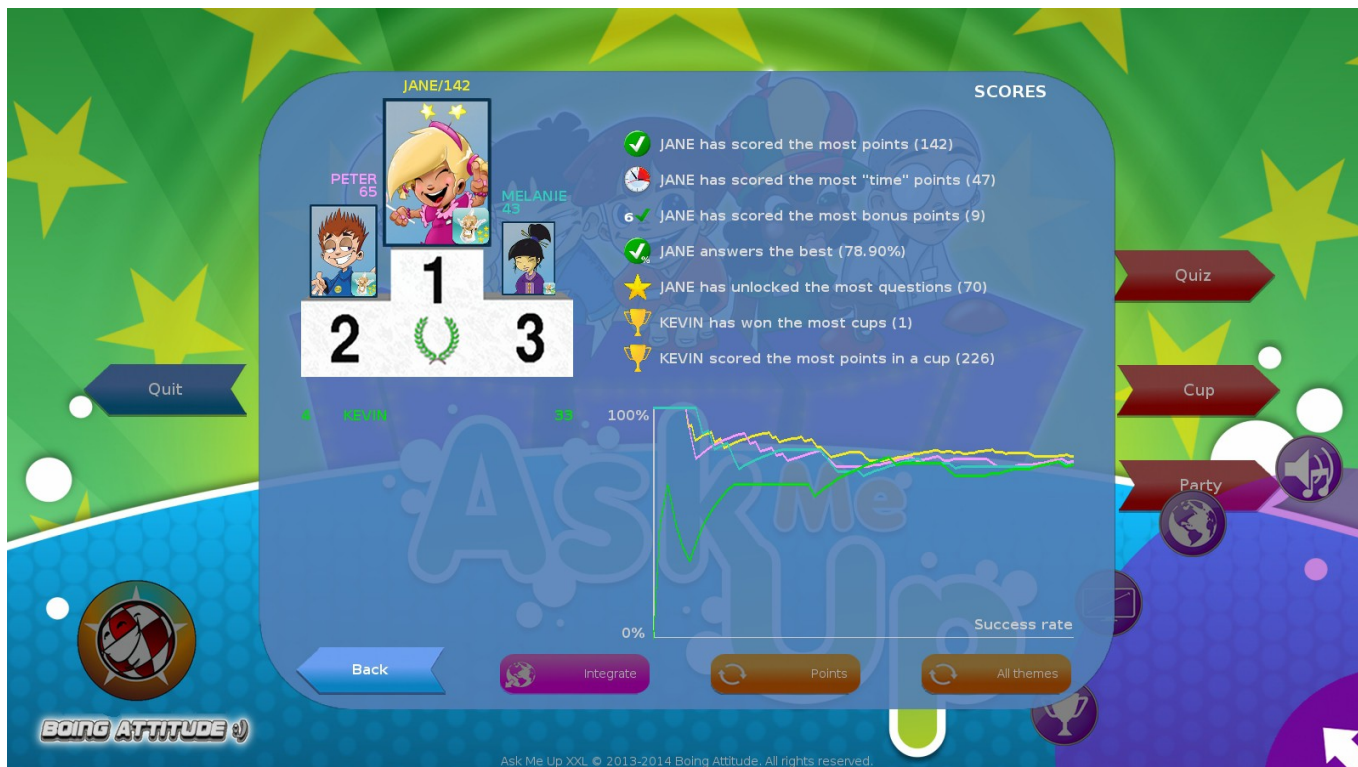 JANE/142
SCORES
PETER
65
MELANIE
43
1
2
3
JANE has scored the most points (142)
JANE has scored the most "time" points (47)
6 JANE has scored the most bonus points (9)
% JANE answers the best (78.90%)
JANE has unlocked the most questions (70)
KEVIN has won the most cups (1)
KEVIN scored the most points in a cup (226)
Quit
Quiz
Cup
Party
4 KEVIN 33
100%
0%
Success rate
Ask Me Up
Back
Integrate
Points
All themes
BOING ATTITUDE :)
Ask Me Up XXL © 2013-2014 Boing Attitude. All rights reserved.